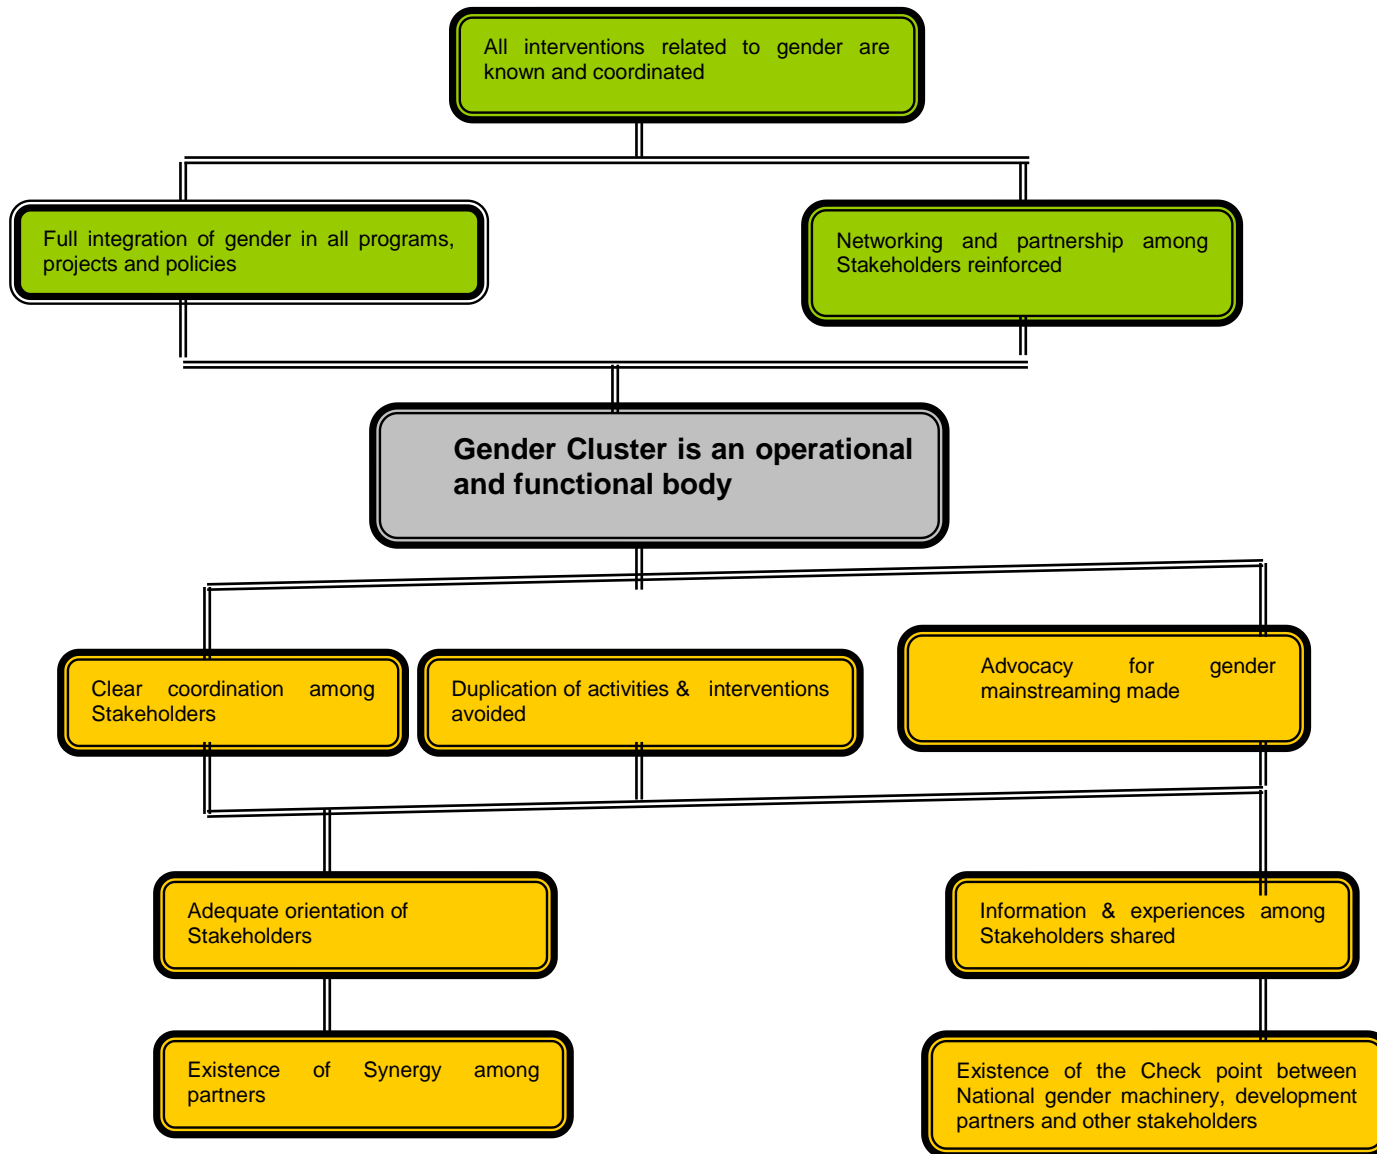 All interventions related to gender are
known and coordinated
Full integration of gender in all programs,
projects and policies
Networking and partnership among
Stakeholders reinforced
Gender Cluster is an operational
and functional body
Clear coordination among
Stakeholders
Duplication of activities & interventions
avoided
Advocacy for gender
mainstreaming made
Adequate orientation of
Stakeholders
Information & experiences among
Stakeholders shared
Existence of Synergy among
partners
Existence of the Check point between
National gender machinery, development
partners and other stakeholders